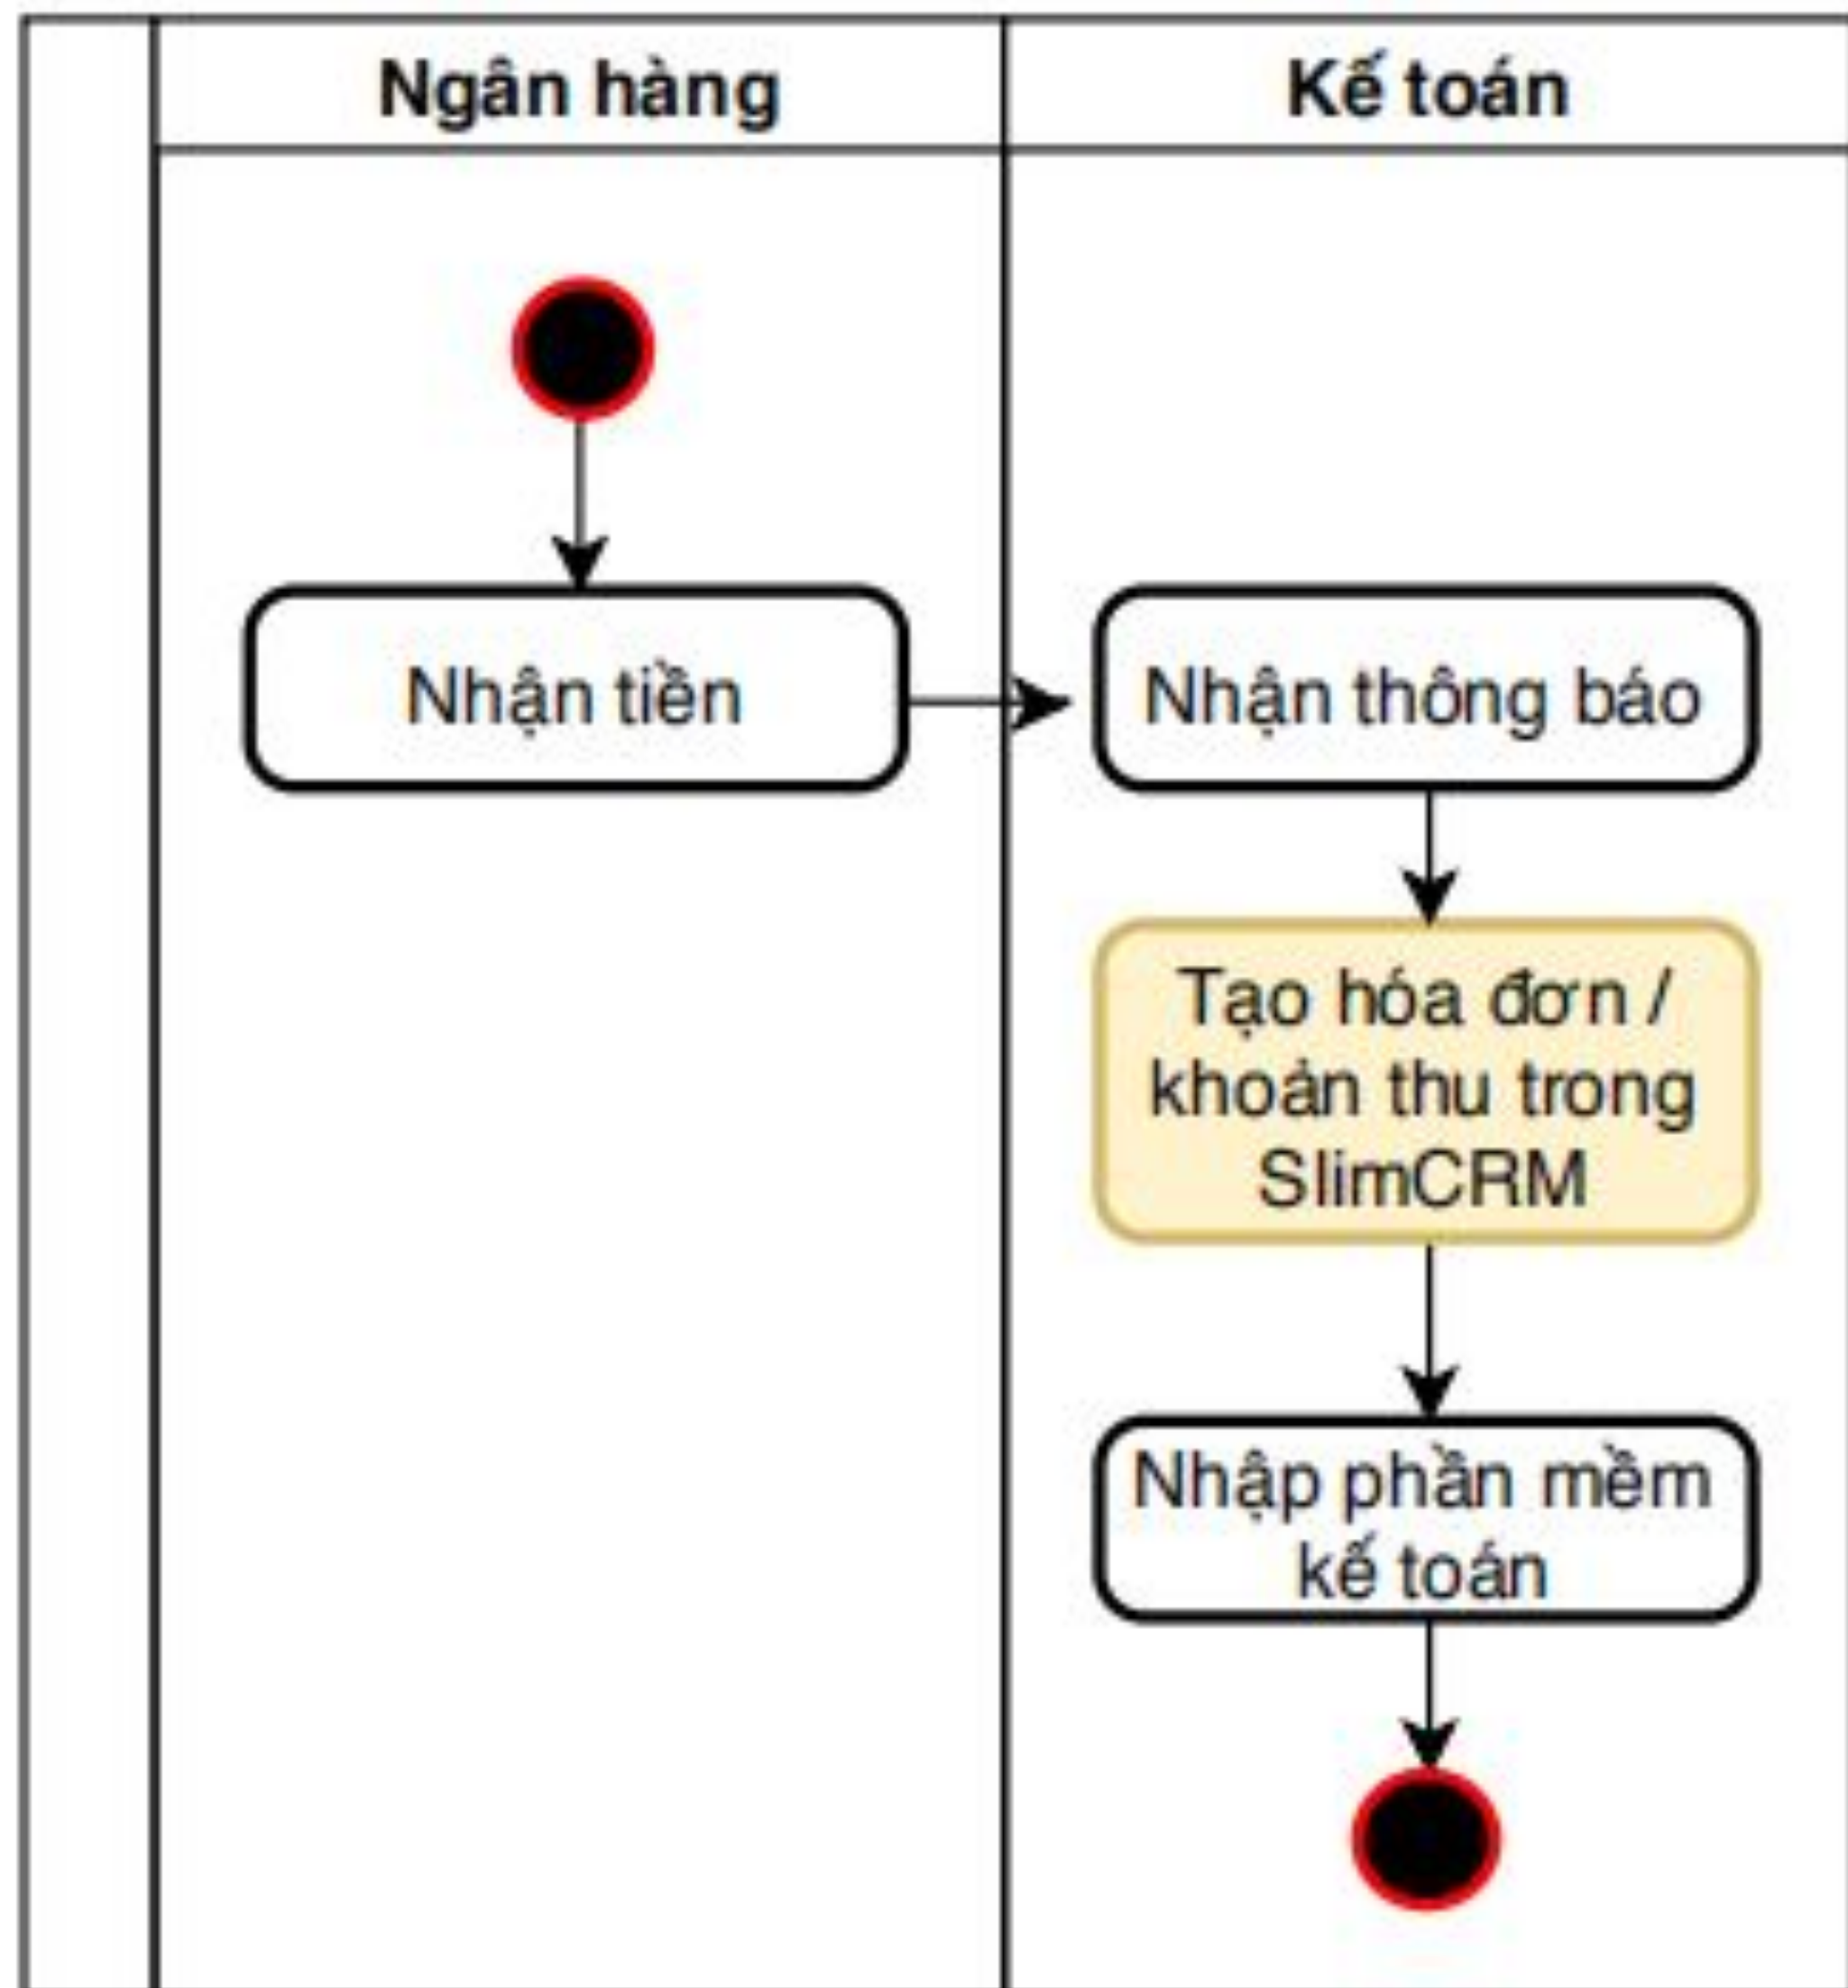 Ngân hàng
Kế toán
Nhận tiền
Nhận thông báo
Tạo hóa đơn /
khoản thu trong
SlimCRM
Nhập phần mềm
kế toán